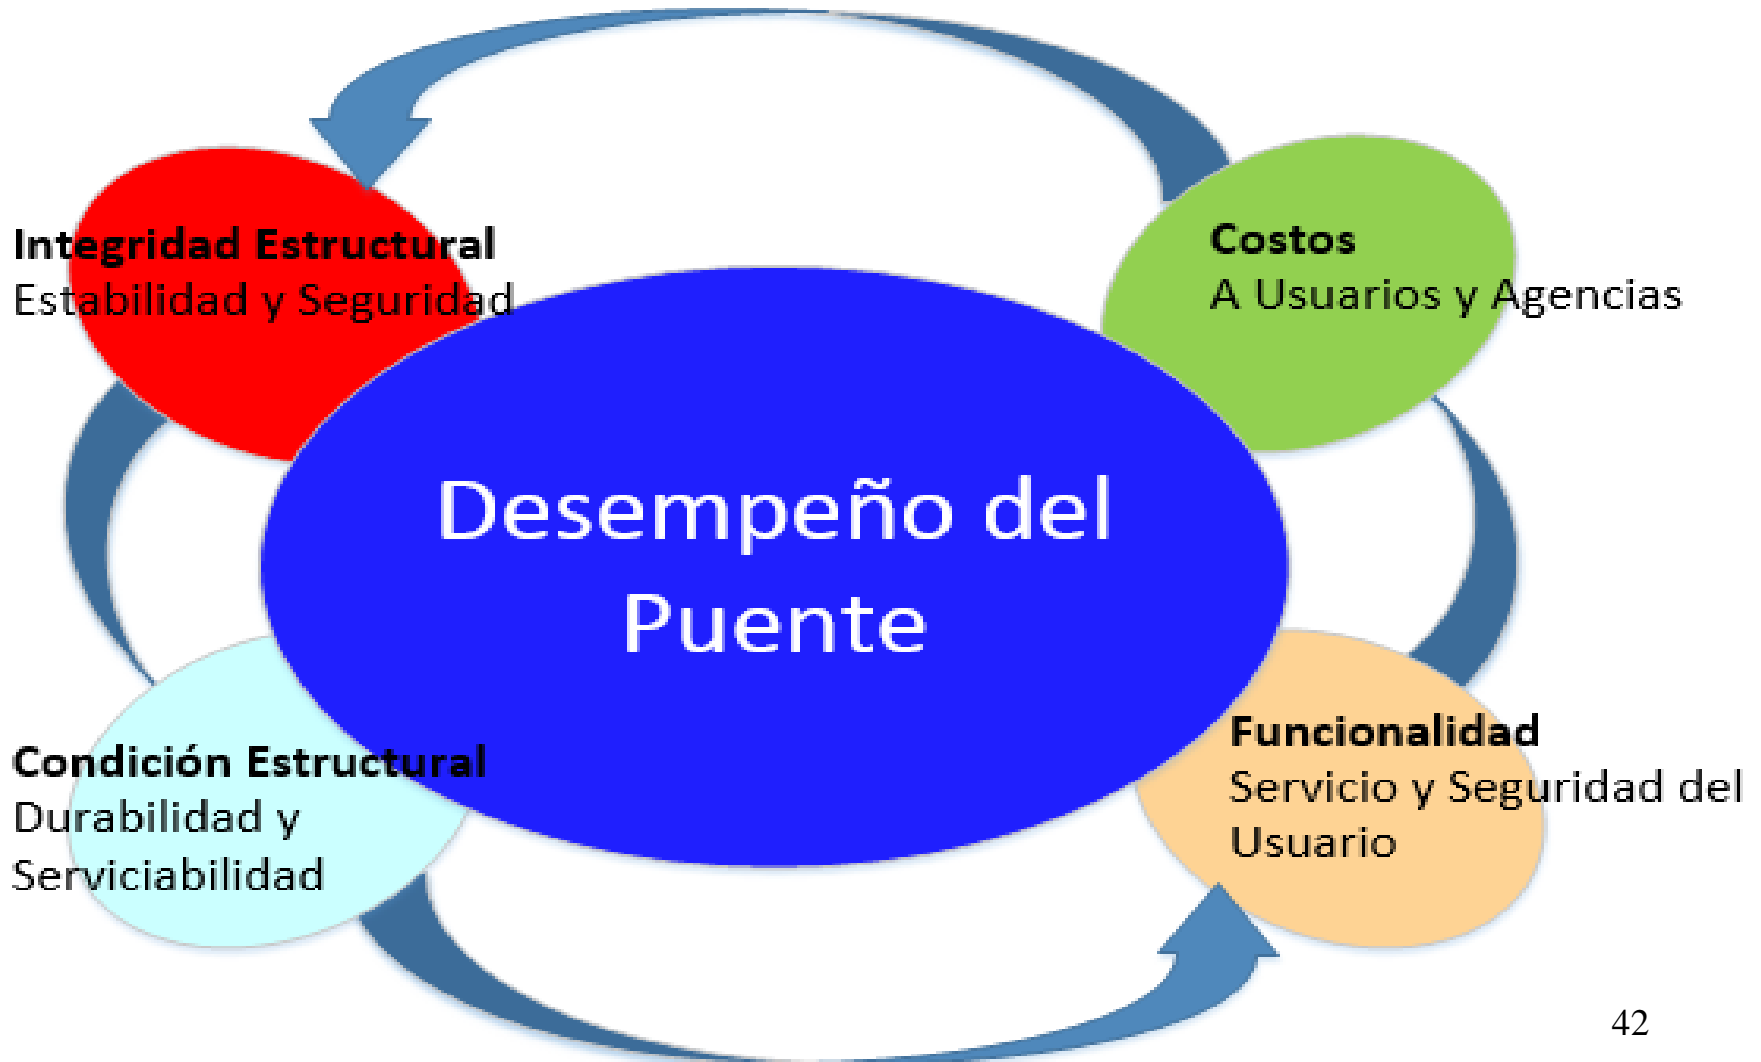 Integridad Estructural
Estabilidad y Seguridad
Costos
A Usuarios y Agencias
Desempeño del
Puente
Condición Estructural
Durabilidad y
Serviciabilidad
Funcionalidad
Servicio y Seguridad del
Usuario
42